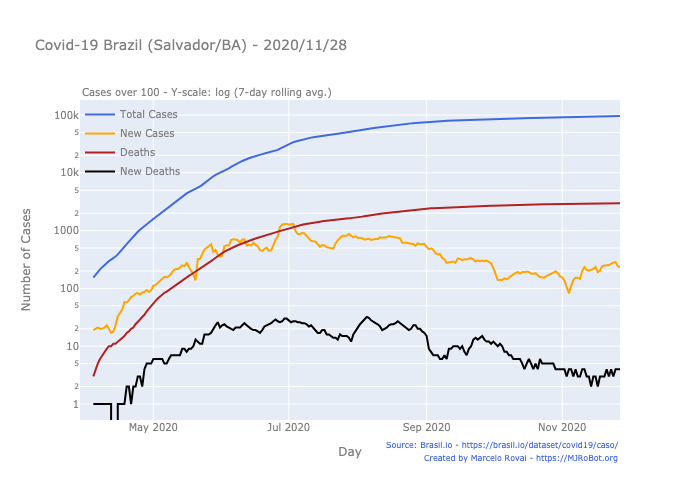 Covid-19 Brazil (Salvador/BA) - 2020/11/28
Cases over 100 - Y-scale: log (7-day rolling avg.)
Total Cases
New Cases
Deaths
New Deaths
Number of Cases
100k
5
2
10k
5
2
1000
5
2
100
5
2
10
5
2
1
May 2020
Jul 2020
Sep 2020
Nov 2020
Day
Source: Brasil.io - https://brasil.io/dataset/covid19/caso/
Created by Marcelo Rovai - https://MJRoBot.org